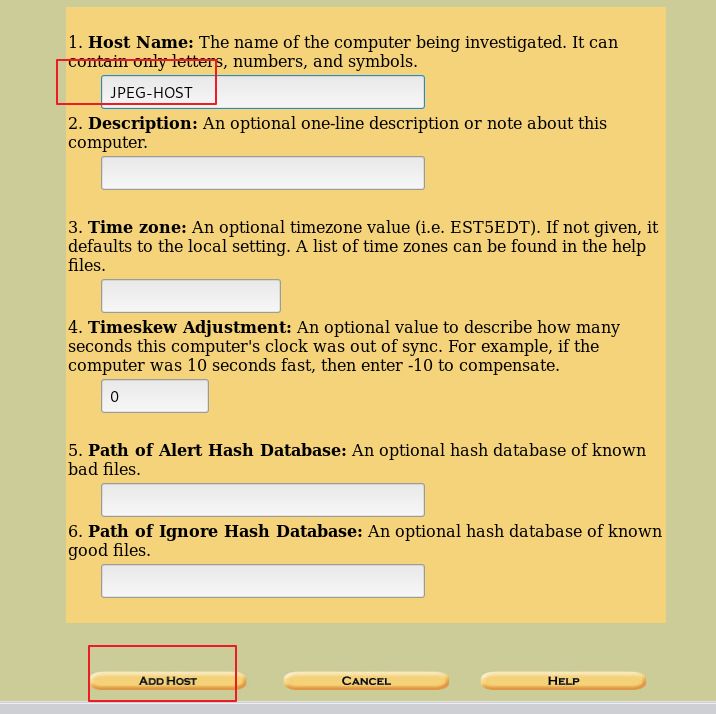 1. Host Name: The name of the computer being investigated. It can
contain only letters, numbers, and symbols.
JPEG-HOST
2. Description: An optional one-line description or note about this
computer.
3. Time zone: An optional timezone value (i.e. EST5EDT). If not given, it
defaults to the local setting. A list of time zones can be found in the help
files.
4. Timeskew Adjustment: An optional value to describe how many
seconds this computer's clock was out of sync. For example, if the
computer was 10 seconds fast, then enter -10 to compensate.
0
5. Path of Alert Hash Database: An optional hash database of known
bad files.
6. Path of Ignore Hash Database: An optional hash database of known
good files.
ADD HOST CANCEL HELP